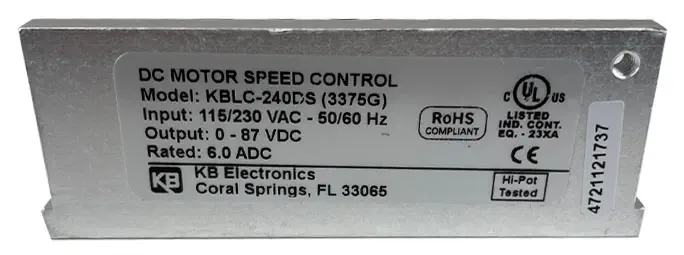 DC MOTOR SPEED CONTROL
Model: KBLC-240DS (3375G)
Input: 115/230 VAC - 50/60 Hz
Output: 0 - 87 VDC
Rated: 6.0 ADC
KB
KB Electronics
Coral Springs, FL 33065
RoHS
COMPLIANT
C UL US
LISTED
IND. CONT.
EQ. - 23XA
CE
Hi-Pot
Tested
4721121737